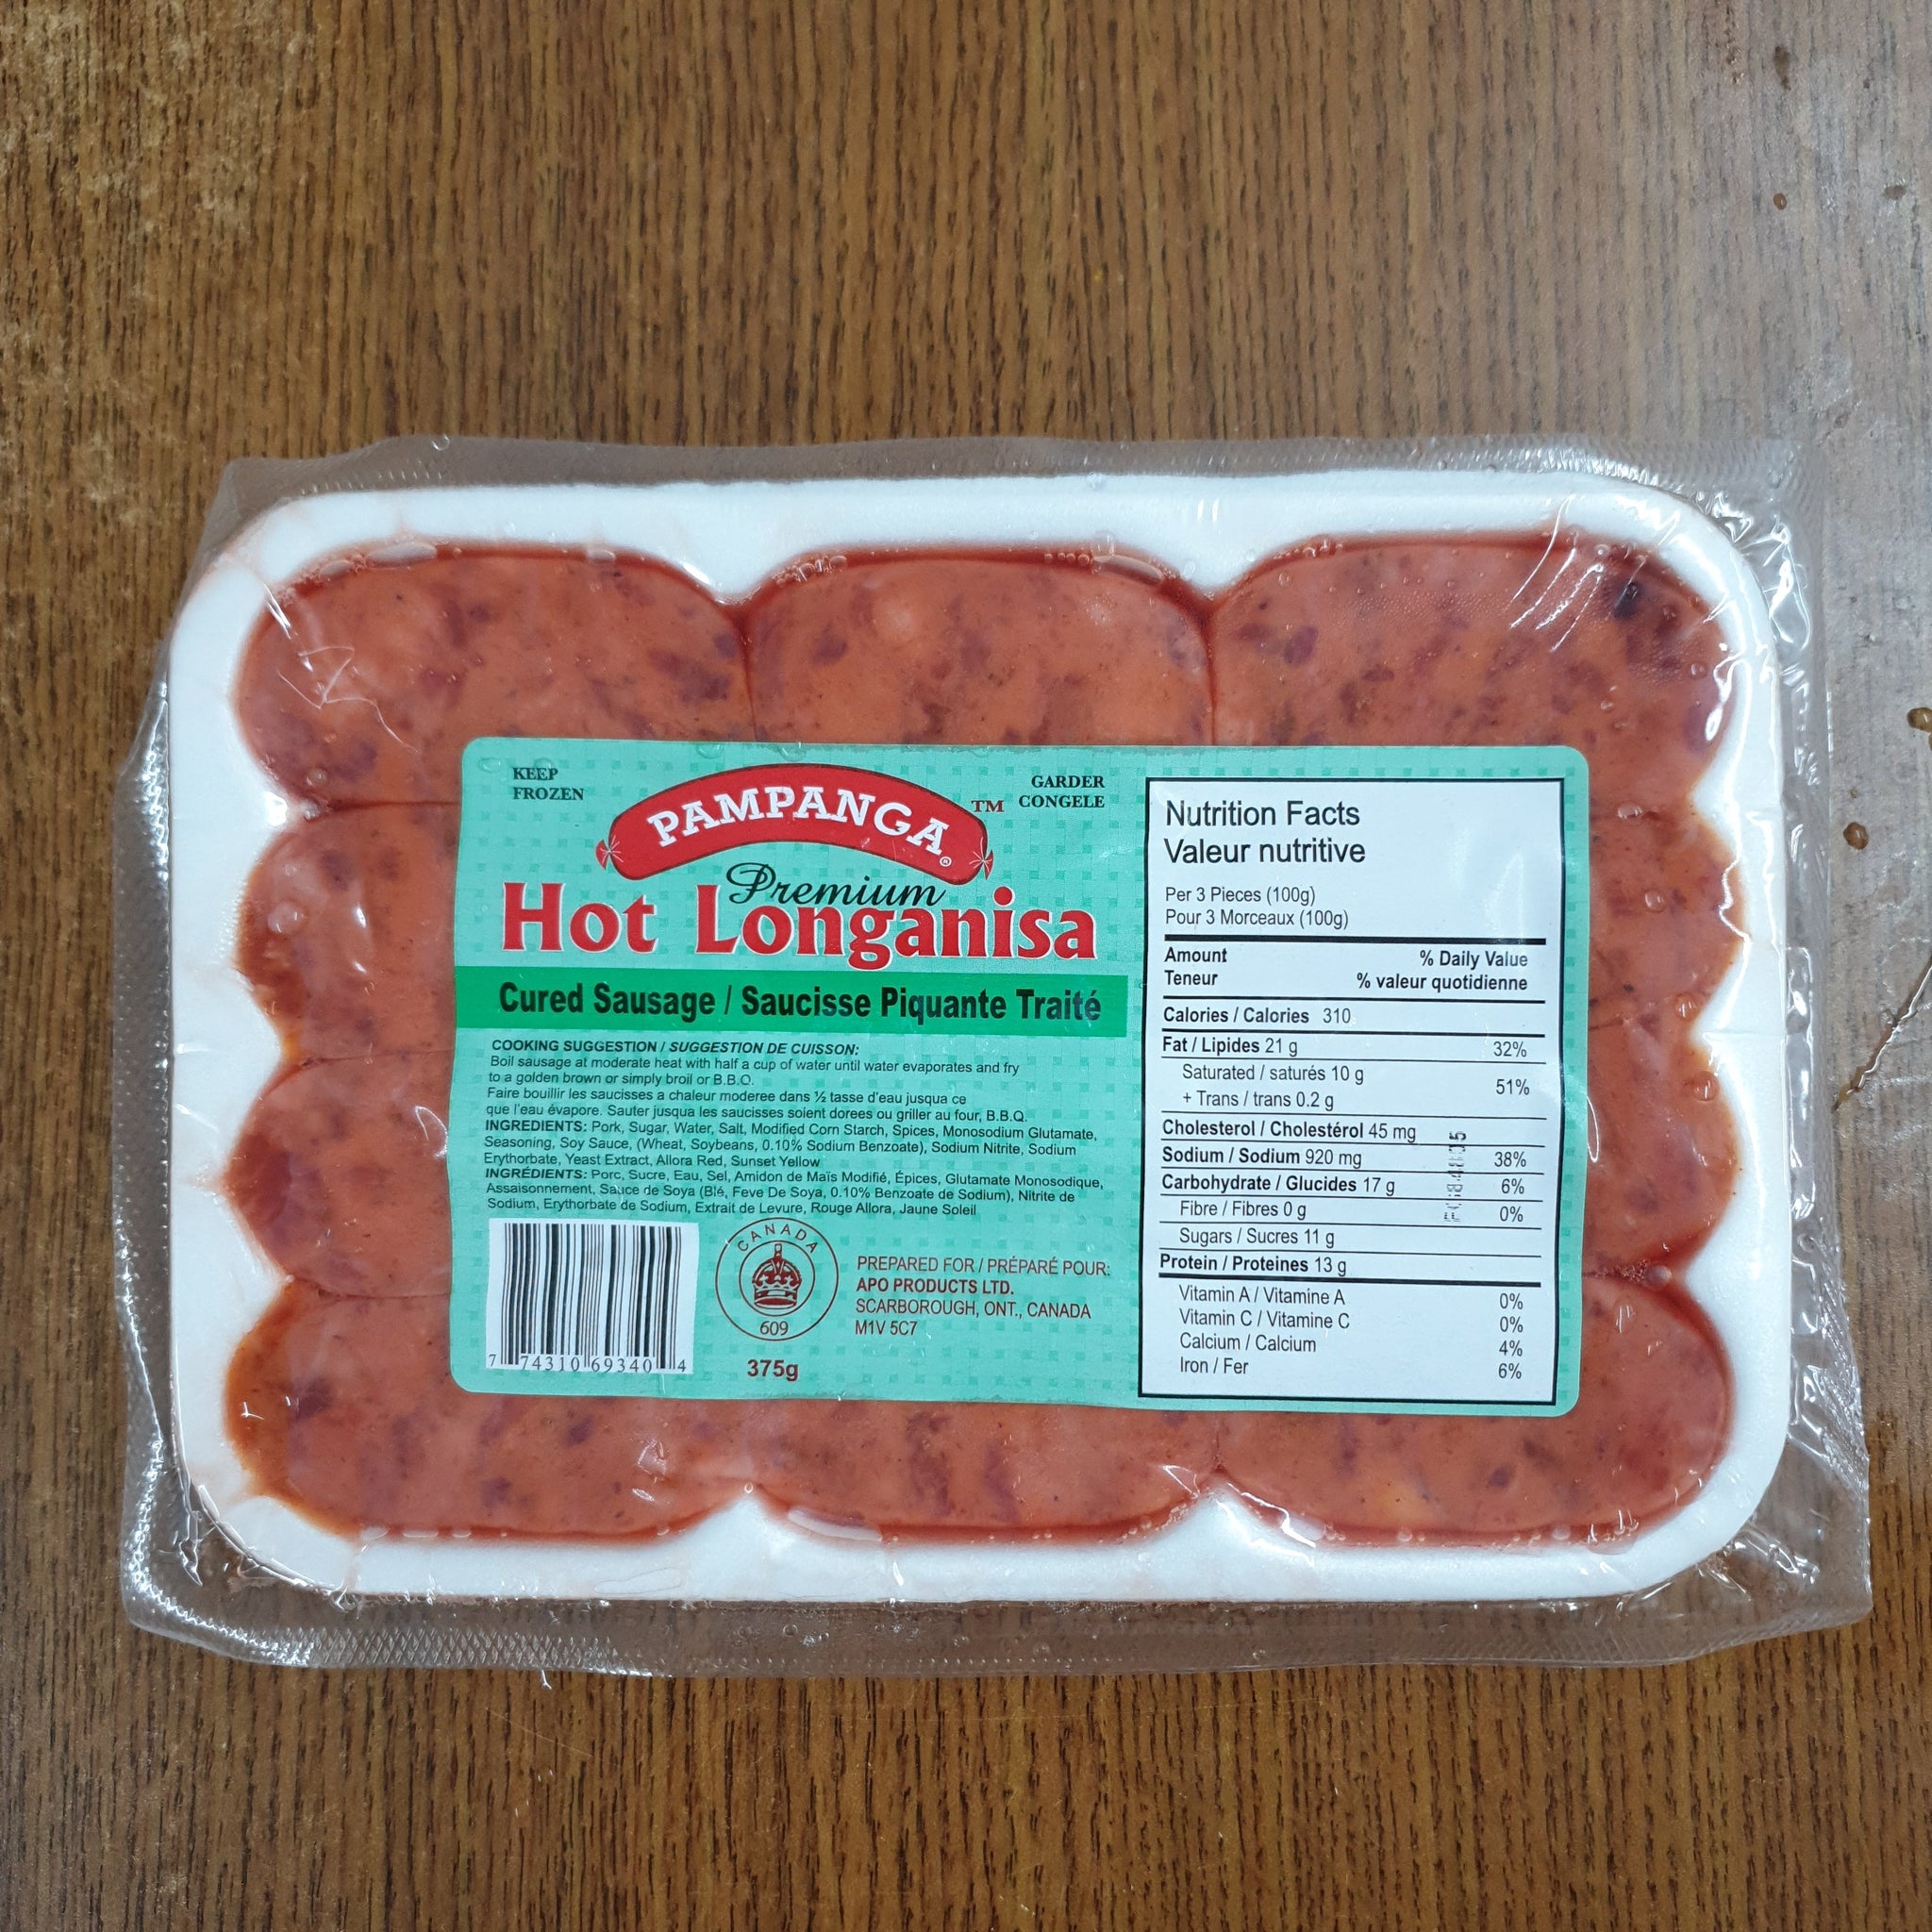 KEEP
FROZEN
PAMPANGA®
TM
GARDER
CONGELE
Premium
Hot Longanisa
Cured Sausage / Saucisse Piquante Traité
COOKING SUGGESTION / SUGGESTION DE CUISSON:
Boil sausage at moderate heat with half a cup of water until water evaporates and fry
to a golden brown or simply broil or B.B.Q.
Faire bouillir les saucisses a chaleur moderee dans ½ tasse d'eau jusqua ce
que l'eau évapore. Sauter jusqua les saucisses soient dorees ou griller au four, B.B.Q.
INGREDIENTS: Pork, Sugar, Water, Salt, Modified Corn Starch, Spices, Monosodium Glutamate,
Seasoning, Soy Sauce, (Wheat, Soybeans, 0.10% Sodium Benzoate), Sodium Nitrite, Sodium
Erythorbate, Yeast Extract, Allora Red, Sunset Yellow
INGRÉDIENTS: Porc, Sucre, Eau, Sel, Amidon de Maïs Modifié, Épices, Glutamate Monosodique,
Assaisonnement, Sauce de Soya (Blé, Feve De Soya, 0.10% Benzoate de Sodium), Nitrite de
Sodium, Erythorbate de Sodium, Extrait de Levure, Rouge Allora, Jaune Soleil
7 74310 69340 4
CANADA
609
375g
PREPARED FOR / PRÉPARÉ POUR:
APO PRODUCTS LTD.
SCARBOROUGH, ONT., CANADA
M1V 5C7
Nutrition Facts
Valeur nutritive
Per 3 Pieces (100g)
Pour 3 Morceaux (100g)
Amount % Daily Value
Teneur % valeur quotidienne
Calories / Calories 310
Fat / Lipides 21 g 32%
Saturated / saturés 10 g
+ Trans / trans 0.2 g 51%
Cholesterol / Cholestérol 45 mg
Sodium / Sodium 920 mg 38%
Carbohydrate / Glucides 17 g 6%
Fibre / Fibres 0 g 0%
Sugars / Sucres 11 g
Protein / Proteines 13 g
Vitamin A / Vitamine A 0%
Vitamin C / Vitamine C 0%
Calcium / Calcium 4%
Iron / Fer 6%